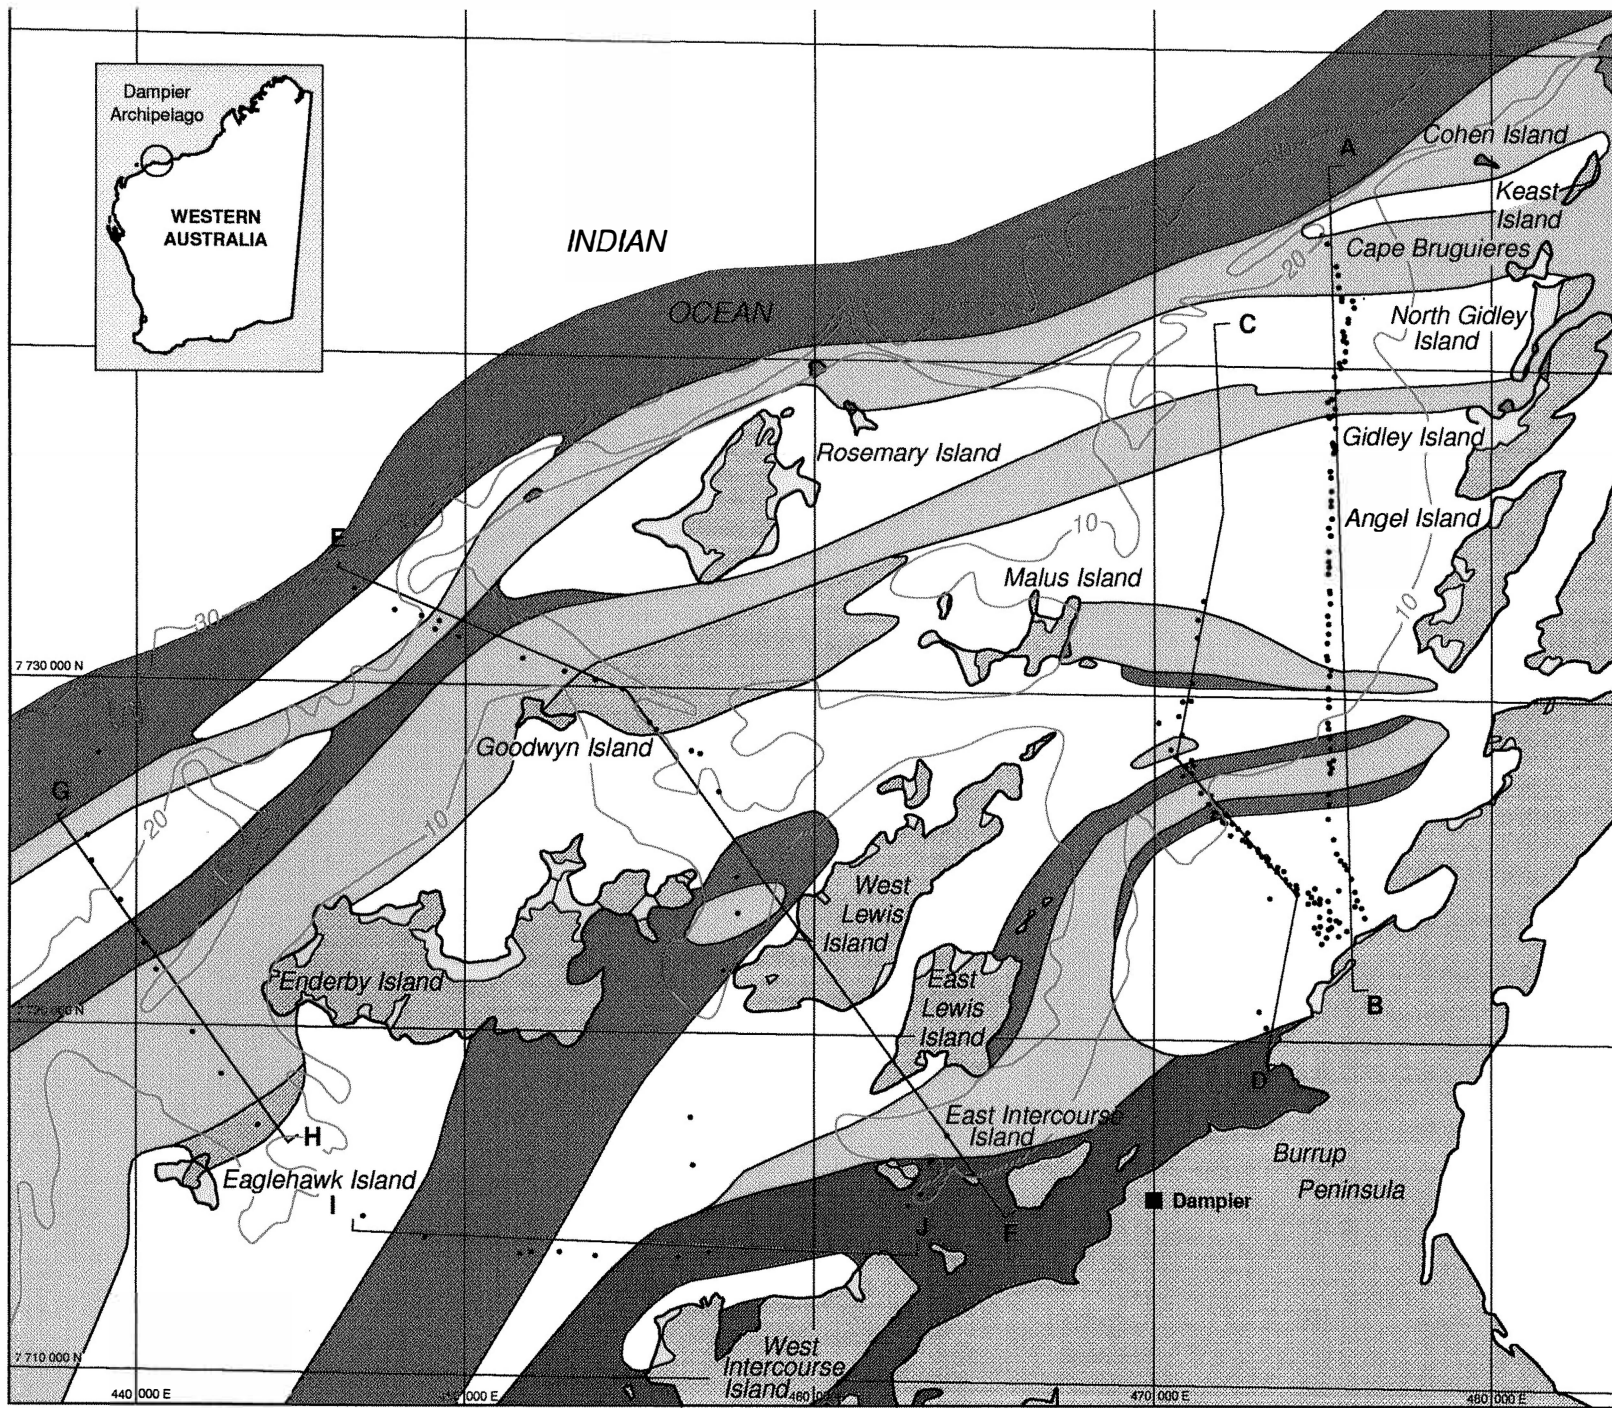 Dampier
Archipelago
WESTERN
AUSTRALIA
INDIAN
OCEAN
A
Cohen Island
Keast
Island
20
Cape Bruguieres
C
North Gidley
Island
Gidley Island
Rosemary Island
Angel Island
10
E
Malus Island
10
30
7 730 000 N
Goodwyn Island
G
20
10
West
Lewis
Island
Enderby Island
East
Lewis
Island
B
D
East Intercourse
Island
H
Burrup
Peninsula
Eaglehawk Island
I
Dampier
J
F
West
Intercourse
Island
7 710 000 N
440 000 E
470 000 E
480 000 E